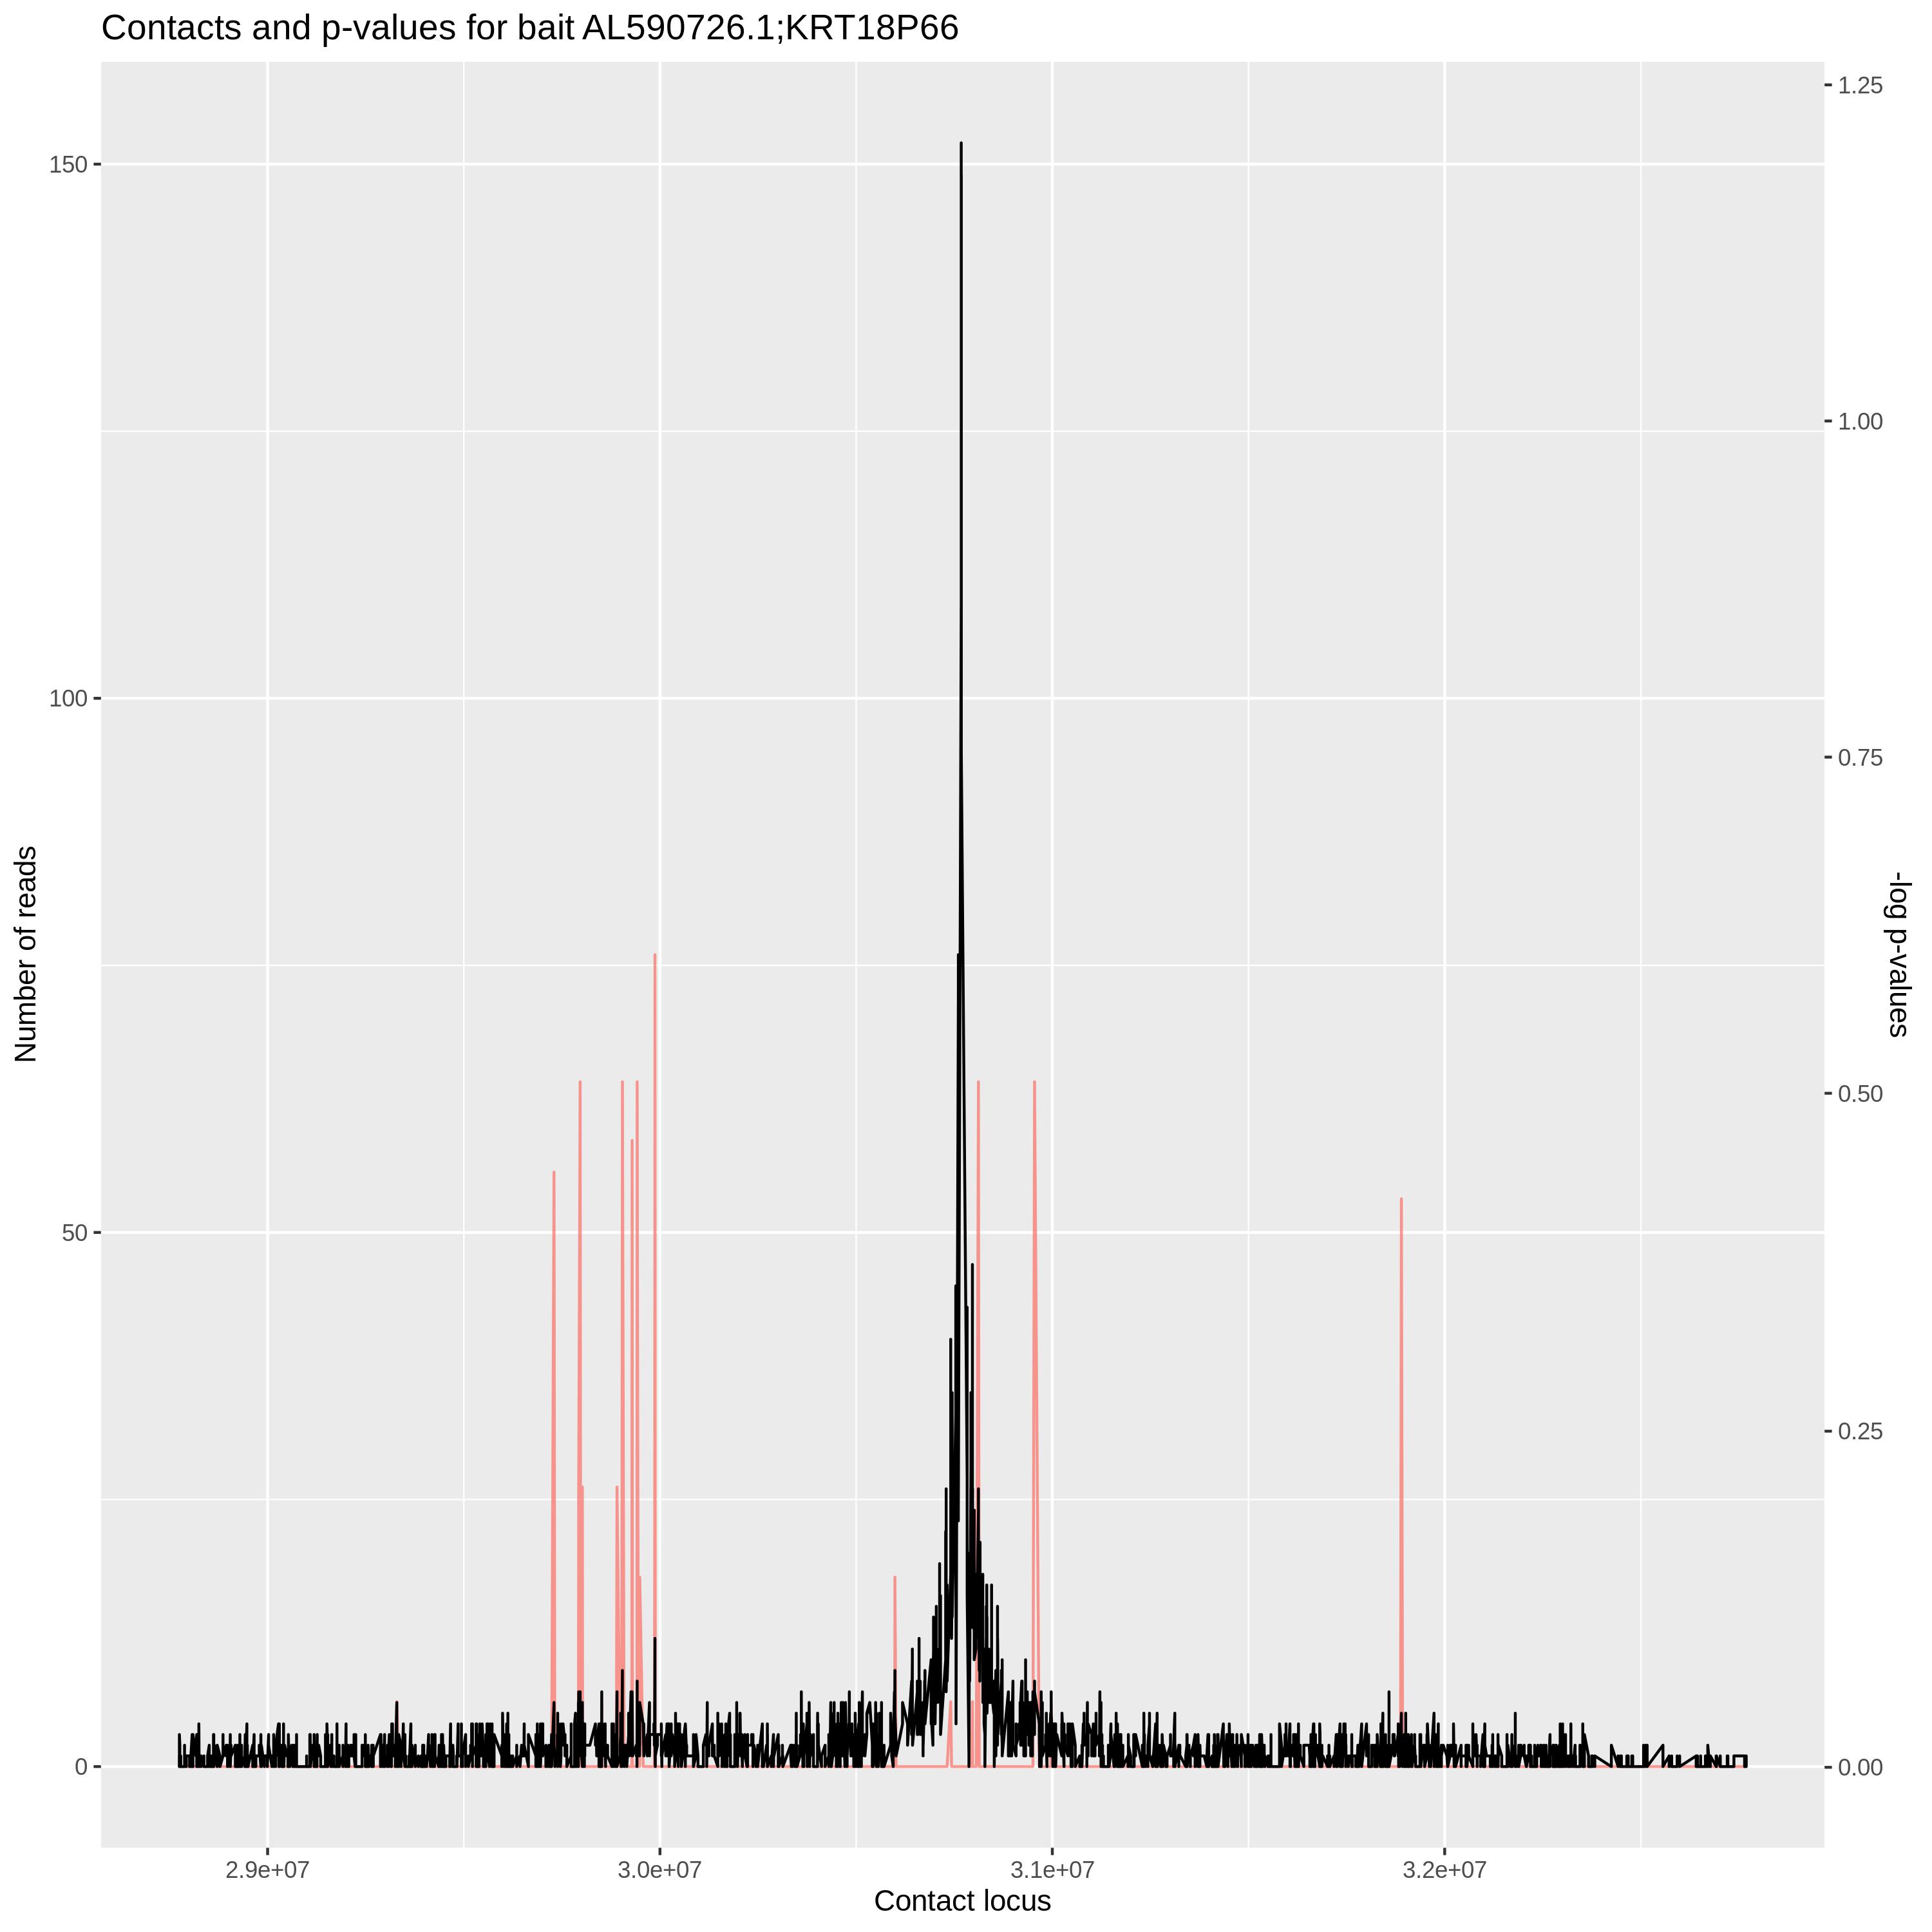 Contacts and p-values for bait AL590726.1;KRT18P66
150
100
50
0
Number of reads
1.25
1.00
0.75
0.50
0.25
0.00
-log p-values
2.9e+07
3.0e+07
3.1e+07
3.2e+07
Contact locus